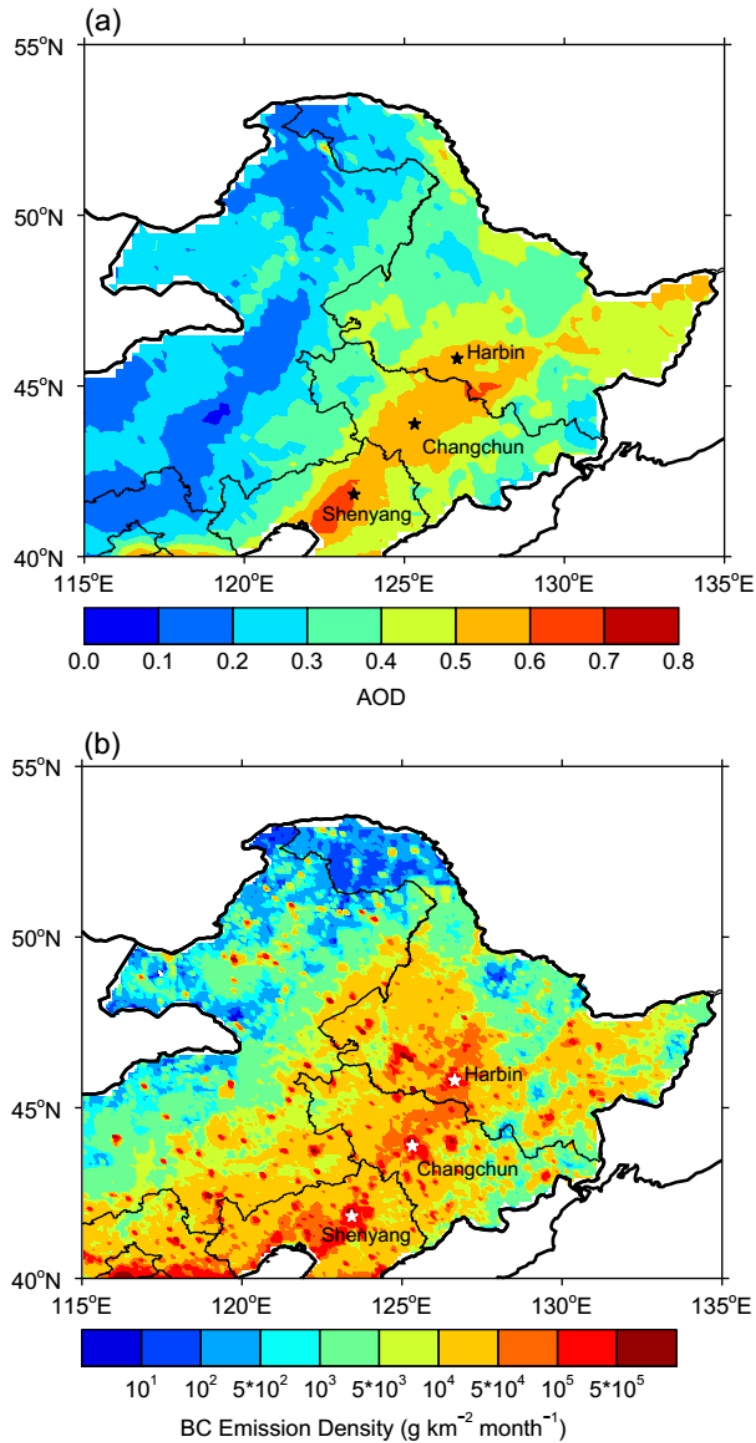 (a)
55°N
50°N
45°N
40°N
Harbin
Changchun
Shenyang
115°E 120°E 125°E 130°E 135°E
0.0 0.1 0.2 0.3 0.4 0.5 0.6 0.7 0.8
AOD
(b)
55°N
50°N
45°N
40°N
Harbin
Changchun
Shenyang
115°E 120°E 125°E 130°E 135°E
10¹ 10² 5*10² 10³ 5*10³ 10⁴ 5*10⁴ 10⁵ 5*10⁵
BC Emission Density (g km⁻² month⁻¹)